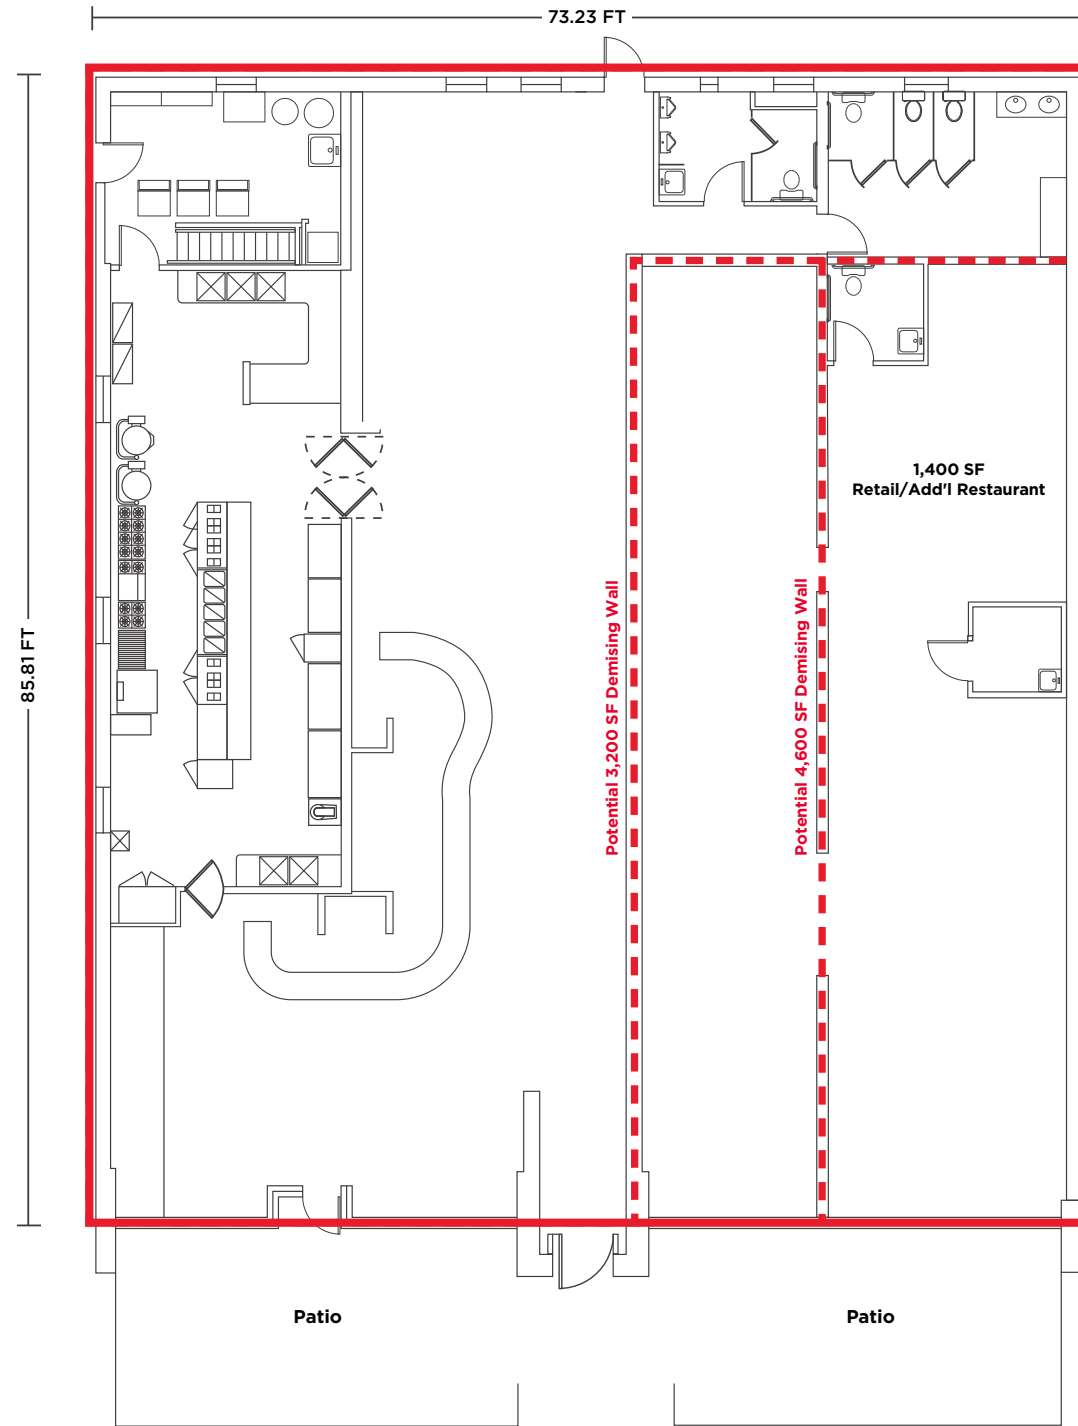 73.23 FT
85.81 FT
1,400 SF
Retail/Add'l Restaurant
Potential 3,200 SF Demising Wall
Potential 4,600 SF Demising Wall
Patio
Patio